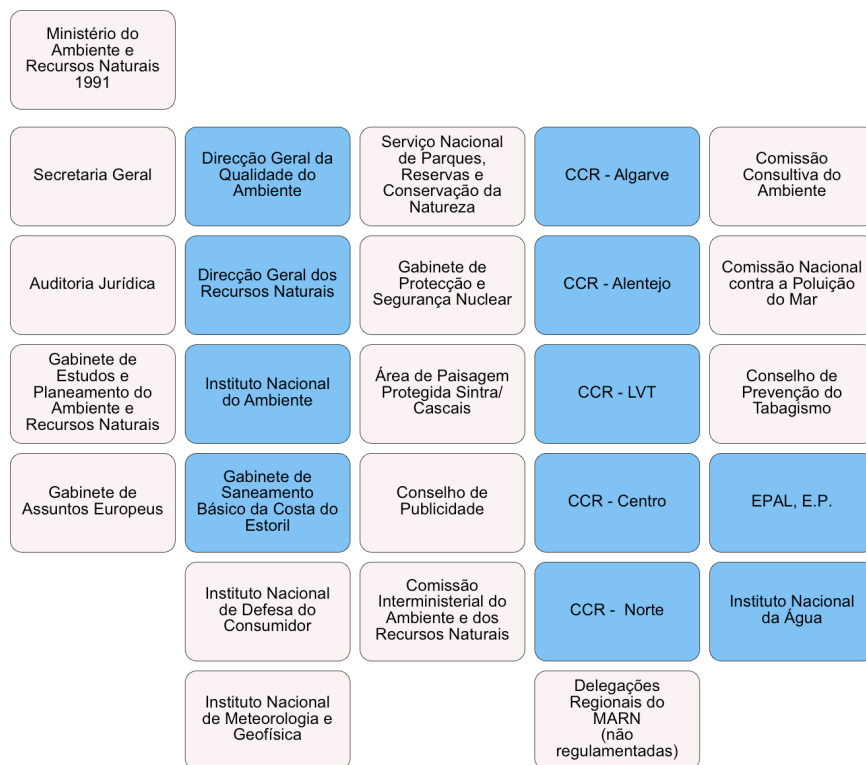 Ministério do
Ambiente e
Recursos Naturais
1991
Secretaria Geral
Direcção Geral da
Qualidade do
Ambiente
Serviço Nacional
de Parques,
Reservas e
Conservação da
Natureza
CCR - Algarve
Comissão
Consultiva do
Ambiente
Auditoria Jurídica
Direcção Geral dos
Recursos Naturais
Gabinete de
Protecção e
Segurança Nuclear
CCR - Alentejo
Comissão Nacional
contra a Poluição
do Mar
Gabinete de
Estudos e
Planeamento do
Ambiente e
Recursos Naturais
Instituto Nacional
do Ambiente
Área de Paisagem
Protegida Sintra/
Cascais
CCR - LVT
Conselho de
Prevenção do
Tabagismo
Gabinete de
Assuntos Europeus
Gabinete de
Saneamento
Básico da Costa do
Estoril
Conselho de
Publicidade
CCR - Centro
EPAL, E.P.
Instituto Nacional
de Defesa do
Consumidor
Comissão
Interministerial do
Ambiente e dos
Recursos Naturais
CCR - Norte
Instituto Nacional
da Água
Instituto Nacional
de Meteorologia e
Geofísica
Delegações
Regionais do
MARN
(não
regulamentadas)